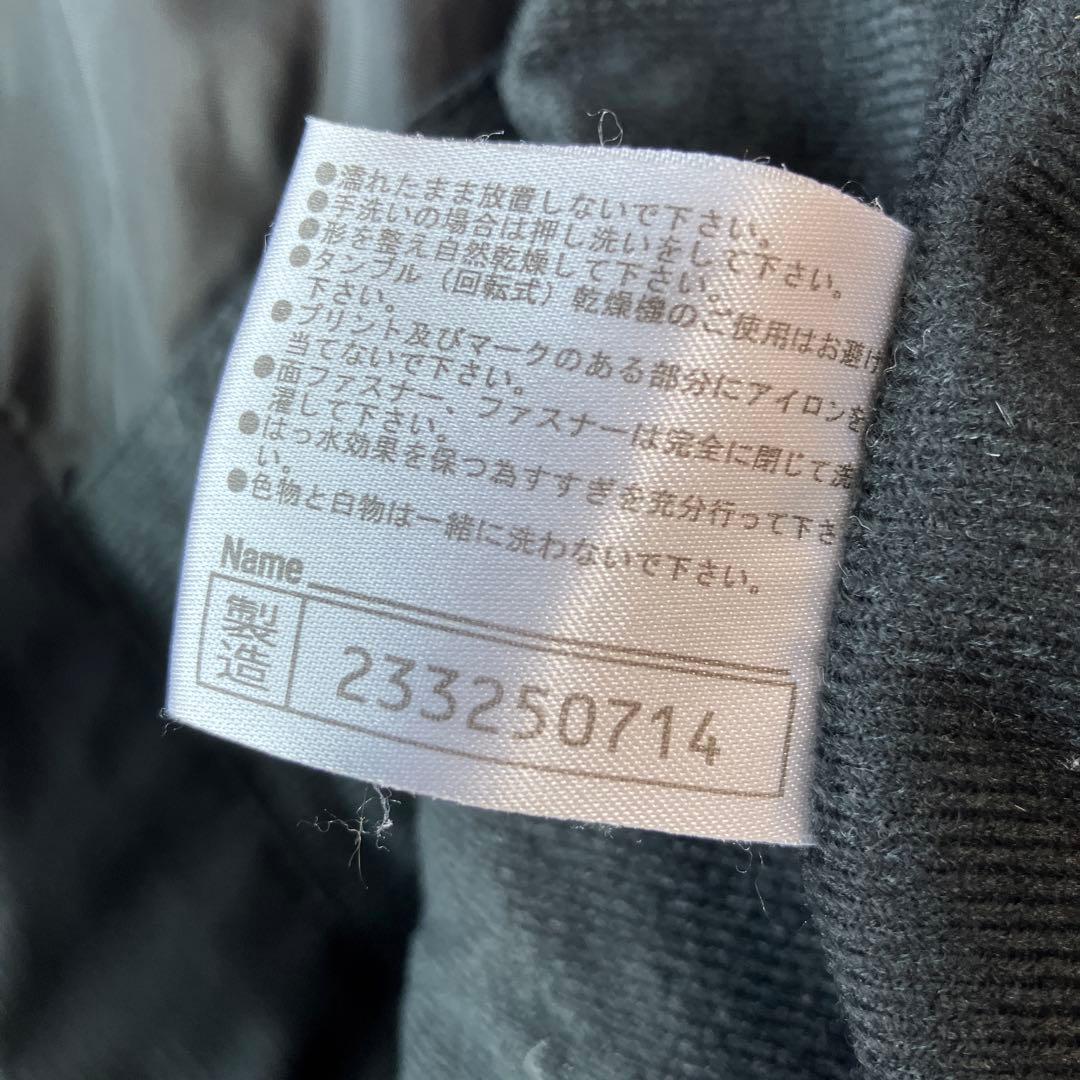 ●濡れたまま放置しないで下さい。
●手洗いの場合は押し洗いをして下さい。
●形を整え自然乾燥して下さい。
●タンブル（回転式）乾燥機のご使用はお避け
下さい。
●プリント及びマークのある部分にアイロンを
当てないで下さい。
●面ファスナー、ファスナーは完全に閉じて洗
濯して下さい。
●はっ水効果を保つ為すすぎを充分行って下さ
い。
●色物と白物は一緒に洗わないで下さい。
Name
製造 233250714